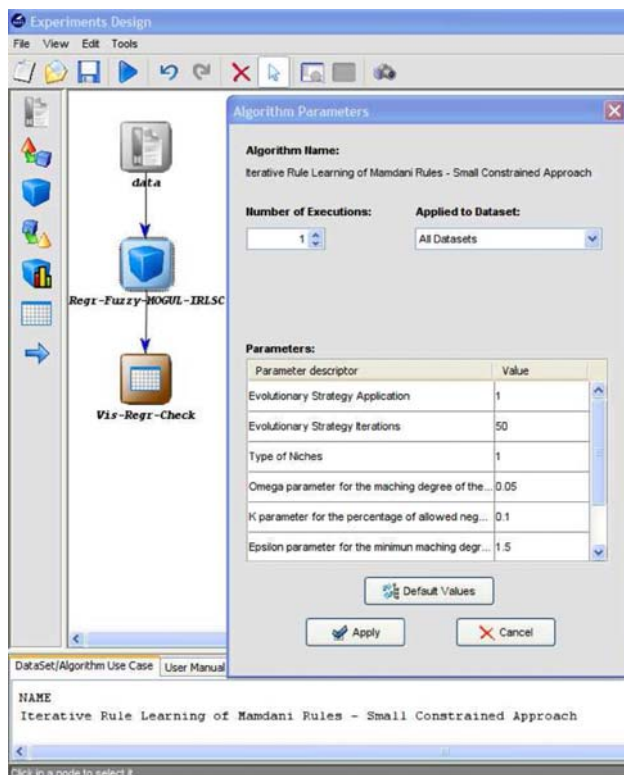 Experiments Design
File View Edit Tools
data
Regr-Fuzzy-MOGUL-IRLSC
Vis-Regr-Check
Algorithm Parameters
Algorithm Name:
Iterative Rule Learning of Mamdani Rules - Small Constrained Approach
Number of Executions: Applied to Dataset:
1 All Datasets
Parameters:
Parameter descriptor Value
Evolutionary Strategy Application 1
Evolutionary Strategy Iterations 50
Type of Niches 1
Omega parameter for the maching degree of the... 0.05
K parameter for the percentage of allowed neg... 0.1
Epsilon parameter for the minimun maching degr... 1.5
Default Values
Apply Cancel
DataSet/Algorithm Use Case User Manual
NAME
Iterative Rule Learning of Mamdani Rules - Small Constrained Approach
Click in a node to select it